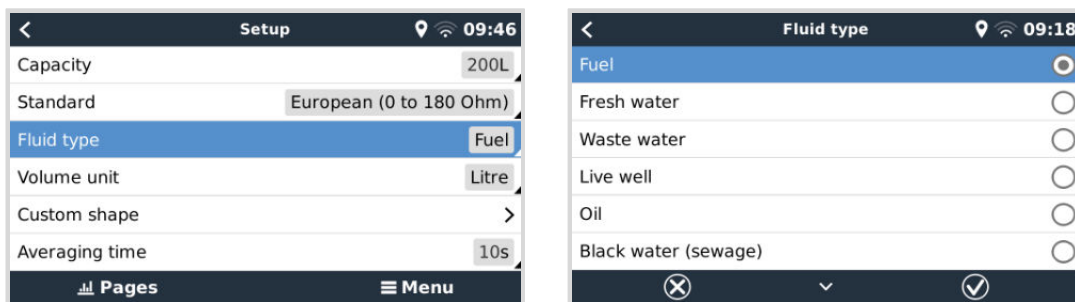 Setup 09:46
Capacity 200L
Standard European (0 to 180 Ohm)
Fluid type Fuel
Volume unit Litre
Custom shape
Averaging time 10s
Pages Menu
Fluid type 09:18
Fuel
Fresh water
Waste water
Live well
Oil
Black water (sewage)